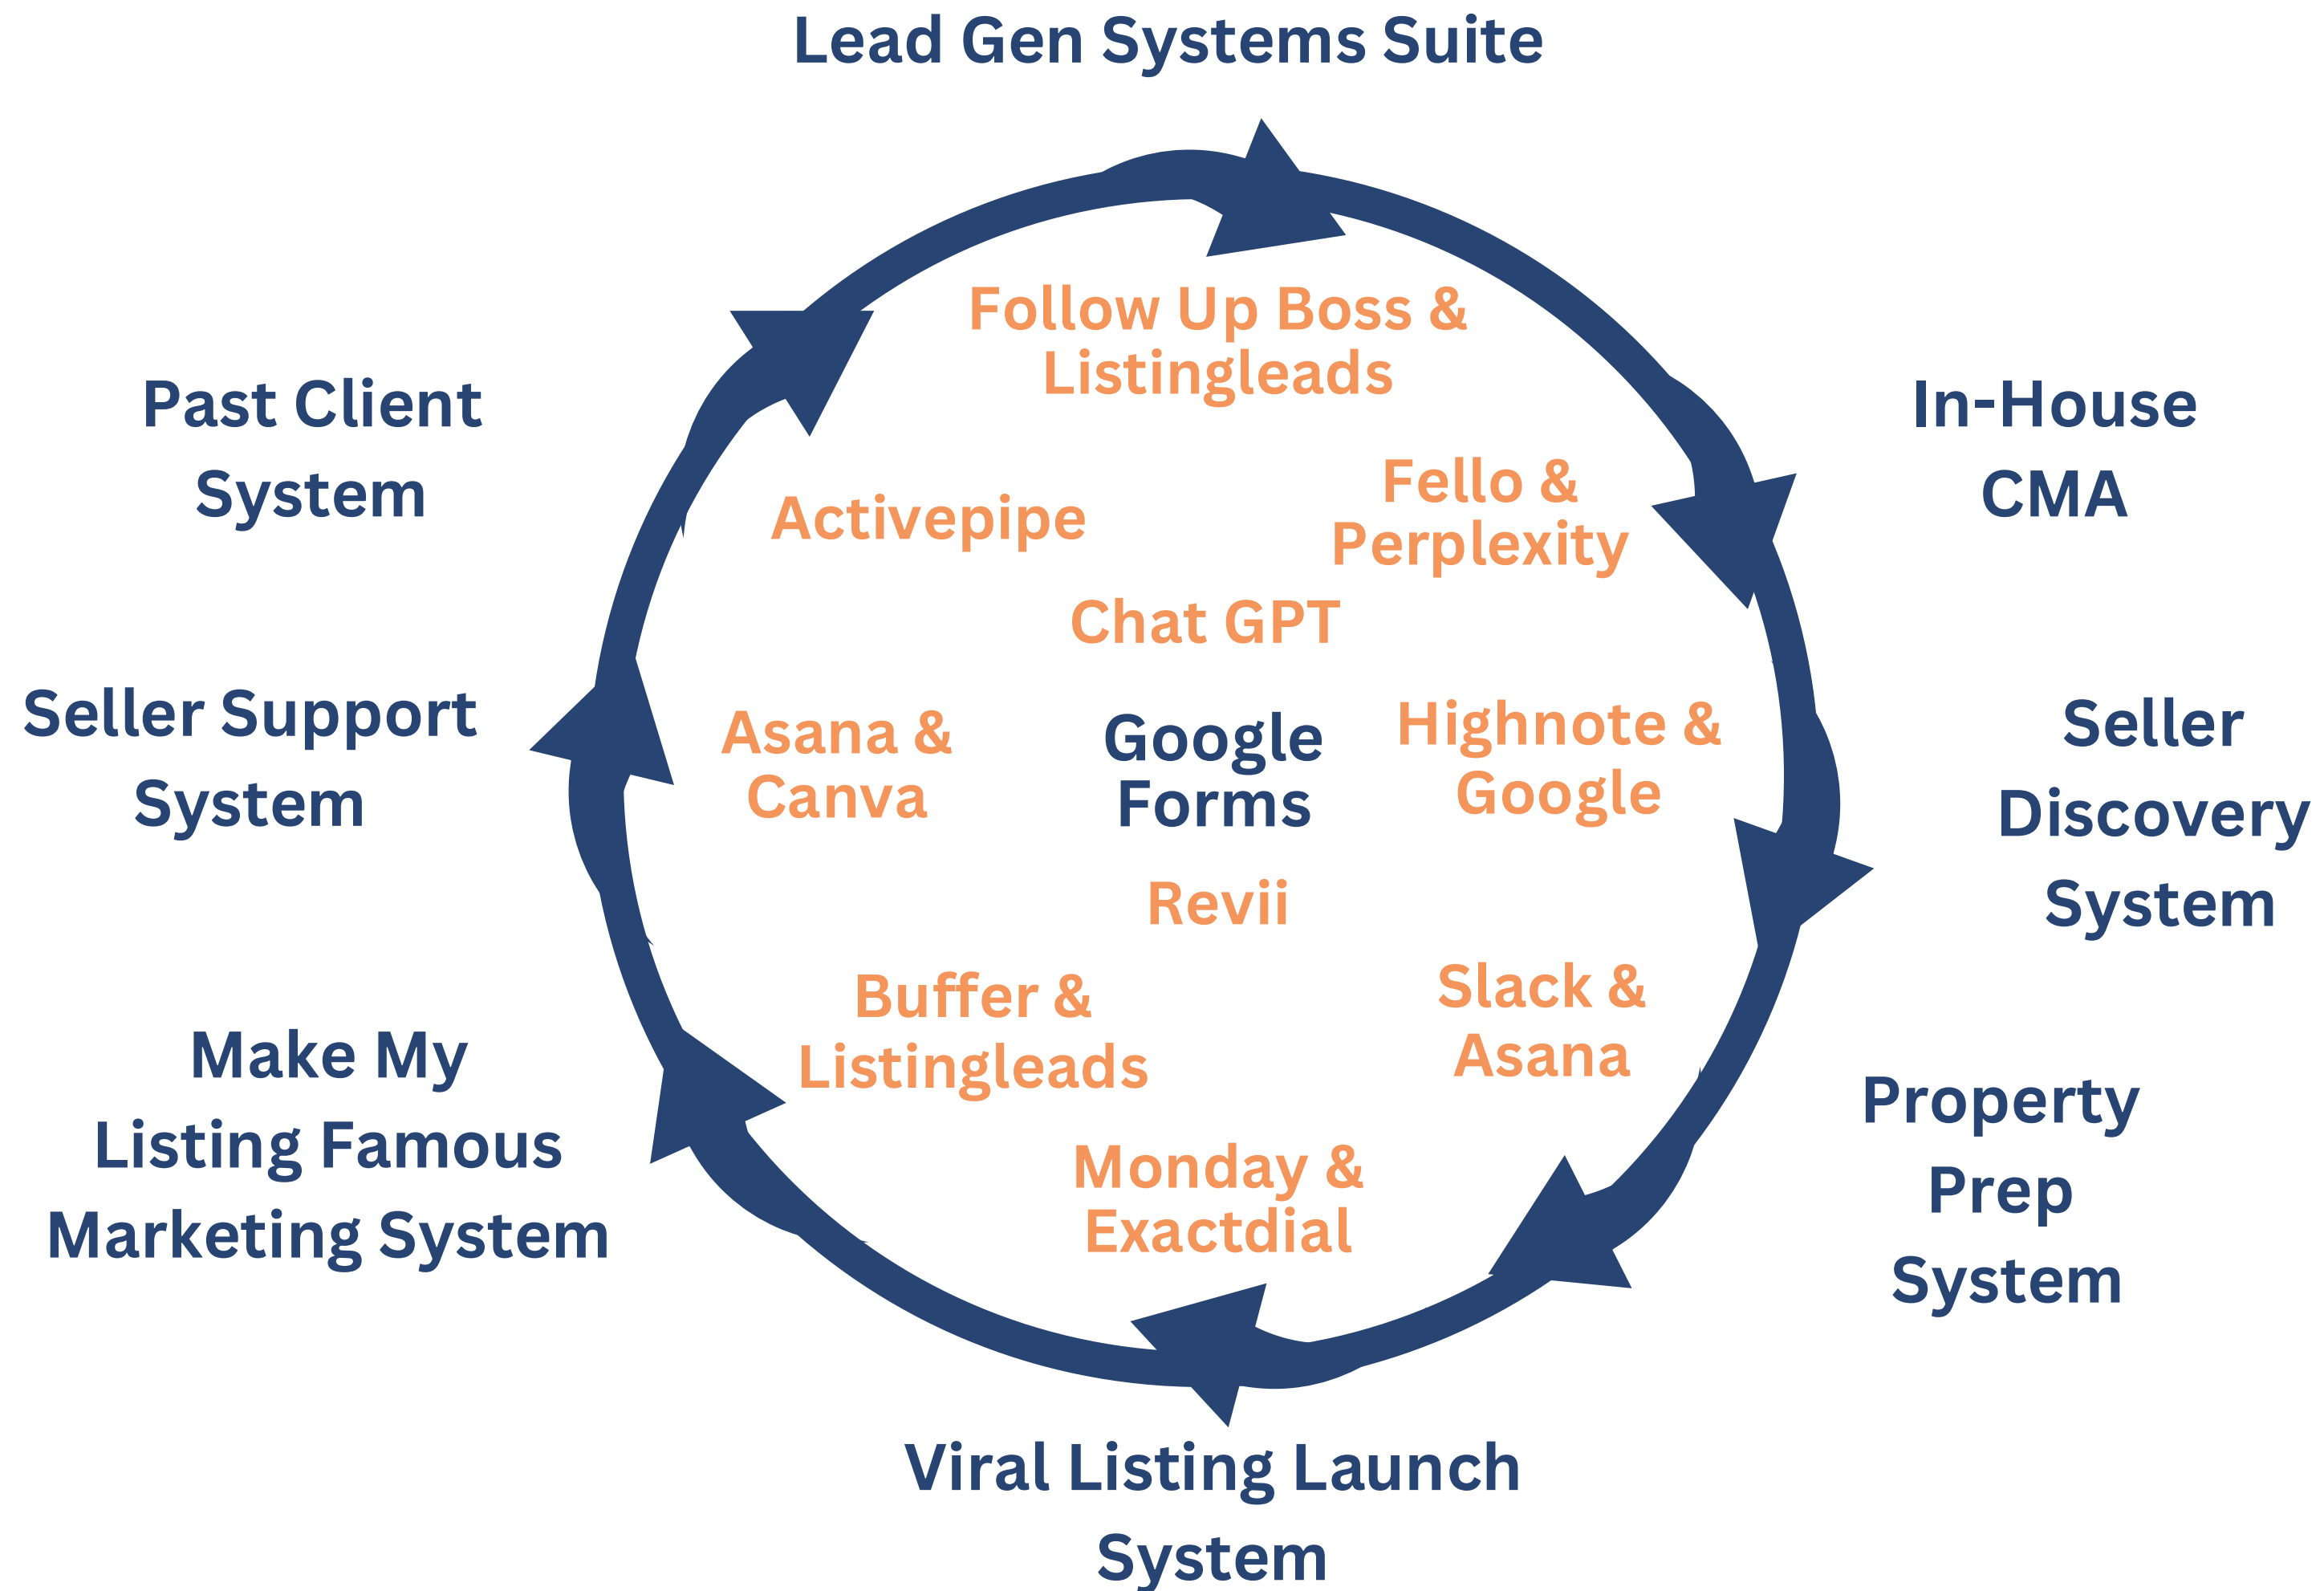 Lead Gen Systems Suite
Follow Up Boss &
Listingleads
Past Client
System
In-House
CMA
Activepipe
Fello &
Perplexity
Chat GPT
Seller Support
System
Asana &
Canva
Google
Forms
Highnote &
Google
Seller
Discovery
System
Revii
Buffer &
Listingleads
Slack &
Asana
Make My
Listing Famous
Marketing System
Property
Prep
System
Monday &
Exactdial
Viral Listing Launch
System